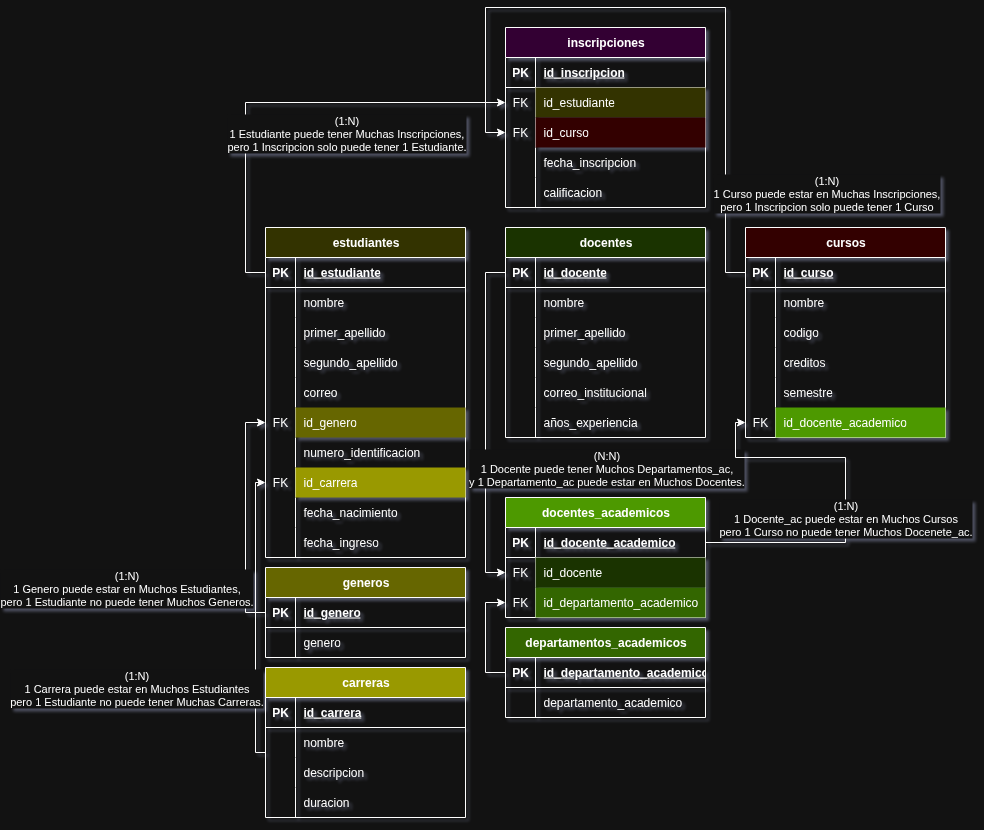 inscripciones
PK id_inscripcion
FK id_estudiante
FK id_curso
fecha_inscripcion
calificacion
(1:N)
1 Estudiante puede tener Muchas Inscripciones,
pero 1 Inscripcion solo puede tener 1 Estudiante.
(1:N)
1 Curso puede estar en Muchas Inscripciones,
pero 1 Inscripcion solo puede tener 1 Curso
estudiantes
PK id_estudiante
nombre
primer_apellido
segundo_apellido
correo
FK id_genero
numero_identificacion
FK id_carrera
fecha_nacimiento
fecha_ingreso
docentes
PK id_docente
nombre
primer_apellido
segundo_apellido
correo_institucional
años_experiencia
cursos
PK id_curso
nombre
codigo
creditos
semestre
FK id_docente_academico
(N:N)
1 Docente puede tener Muchos Departamentos_ac,
y 1 Departamento_ac puede estar en Muchos Docentes.
docentes_academicos
PK id_docente_academico
FK id_docente
FK id_departamento_academico
(1:N)
1 Docente_ac puede estar en Muchos Cursos
pero 1 Curso no puede tener Muchos Docenete_ac.
(1:N)
1 Genero puede estar en Muchos Estudiantes,
pero 1 Estudiante no puede tener Muchos Generos.
generos
PK id_genero
genero
departamentos_academicos
PK id_departamento_academico
departamento_academico
(1:N)
1 Carrera puede estar en Muchos Estudiantes
pero 1 Estudiante no puede tener Muchas Carreras.
carreras
PK id_carrera
nombre
descripcion
duracion